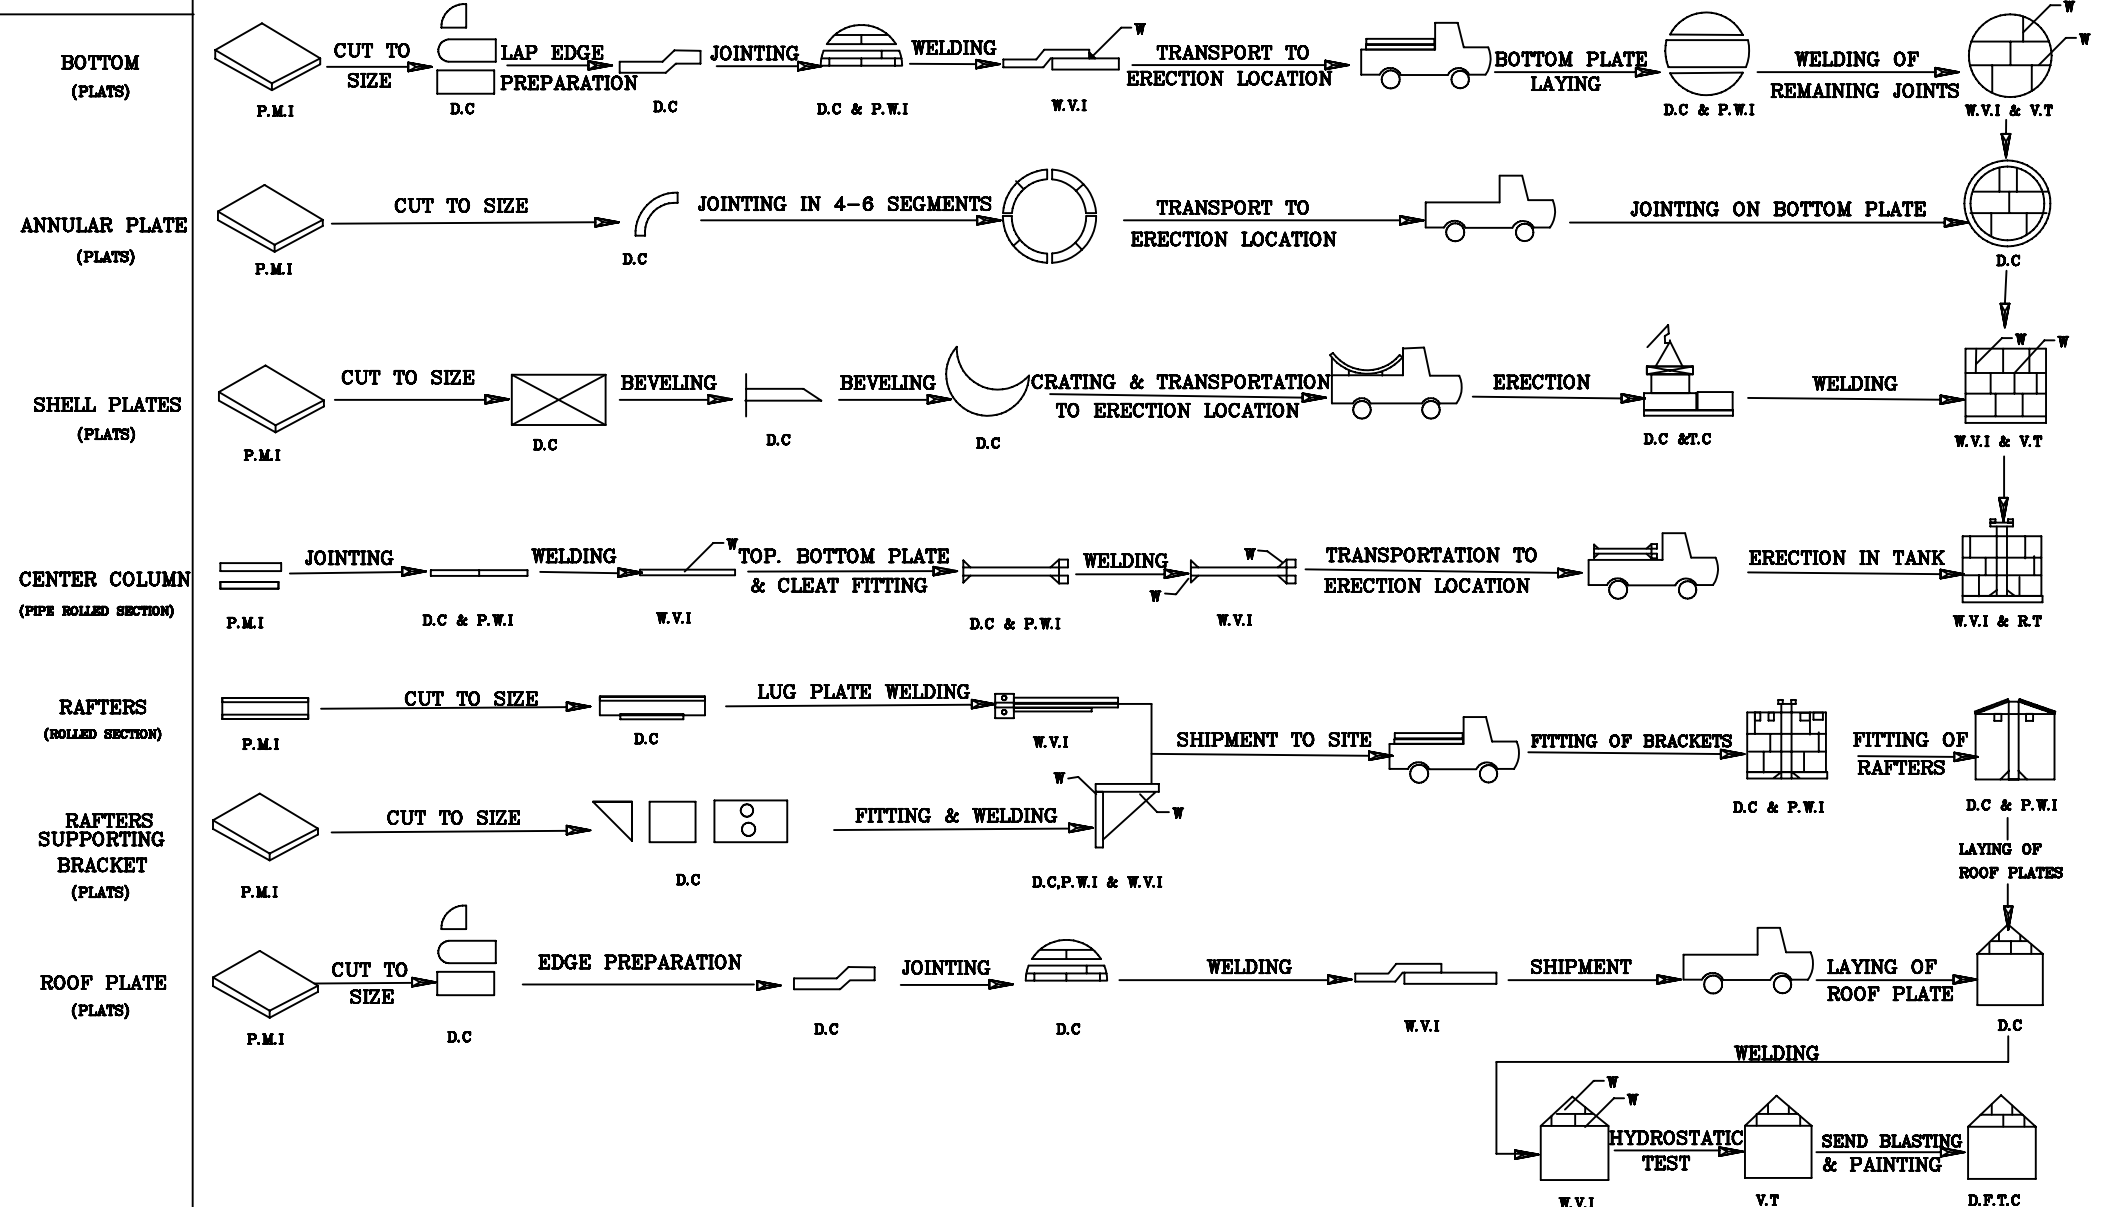 BOTTOM
(PLATS)
P.M.I
CUT TO
SIZE
D.C
LAP EDGE
PREPARATION
D.C
JOINTING
D.C & P.W.I
WELDING
W
W.V.I
TRANSPORT TO
ERECTION LOCATION
BOTTOM PLATE
LAYING
D.C & P.W.I
WELDING OF
REMAINING JOINTS
W
W
W.V.I & V.T
ANNULAR PLATE
(PLATS)
P.M.I
CUT TO SIZE
D.C
JOINTING IN 4-6 SEGMENTS
TRANSPORT TO
ERECTION LOCATION
JOINTING ON BOTTOM PLATE
D.C
SHELL PLATES
(PLATS)
P.M.I
CUT TO SIZE
D.C
BEVELING
D.C
BEVELING
D.C
CRATING & TRANSPORTATION
TO ERECTION LOCATION
ERECTION
D.C &T.C
WELDING
W
W
W.V.I & V.T
CENTER COLUMN
(PIPE ROLLED SECTION)
P.M.I
JOINTING
D.C & P.W.I
WELDING
W
W.V.I
TOP. BOTTOM PLATE
& CLEAT FITTING
D.C & P.W.I
WELDING
W
W
W.V.I
TRANSPORTATION TO
ERECTION LOCATION
ERECTION IN TANK
W.V.I & R.T
RAFTERS
(ROLLED SECTION)
P.M.I
CUT TO SIZE
D.C
LUG PLATE WELDING
W.V.I
SHIPMENT TO SITE
FITTING OF BRACKETS
D.C & P.W.I
FITTING OF
RAFTERS
D.C & P.W.I
RAFTERS
SUPPORTING
BRACKET
(PLATS)
P.M.I
CUT TO SIZE
D.C
FITTING & WELDING
W
W
D.C,P.W.I & W.V.I
LAYING OF
ROOF PLATES
ROOF PLATE
(PLATS)
P.M.I
CUT TO
SIZE
D.C
EDGE PREPARATION
D.C
JOINTING
D.C
WELDING
W.V.I
SHIPMENT
LAYING OF
ROOF PLATE
D.C
WELDING
W
W
W.V.I
HYDROSTATIC
TEST
V.T
SEND BLASTING
& PAINTING
D.F.T.C